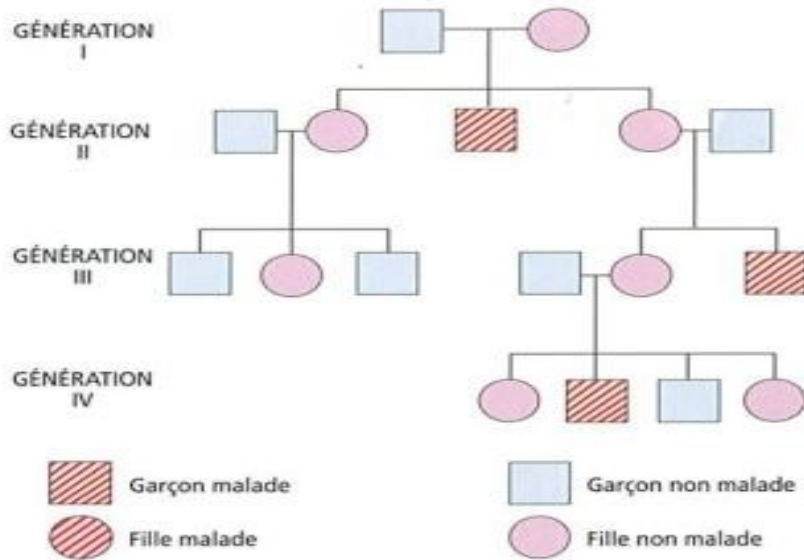 GÉNÉRATION
I
GÉNÉRATION
II
GÉNÉRATION
III
GÉNÉRATION
IV
Garçon malade
Garçon non malade
Fille malade
Fille non malade